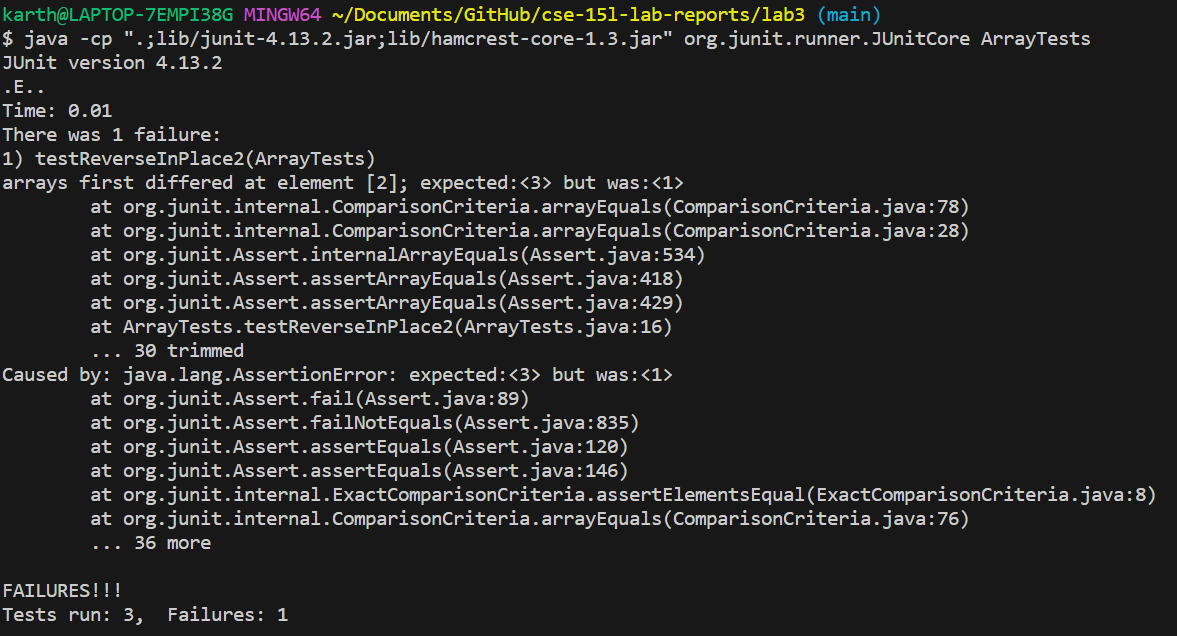 karth@LAPTOP-7EMPI38G MINGW64 ~/Documents/GitHub/cse-15l-lab-reports/lab3 (main)
$ java -cp ".;lib/junit-4.13.2.jar;lib/hamcrest-core-1.3.jar" org.junit.runner.JUnitCore ArrayTests
JUnit version 4.13.2
.E..
Time: 0.01
There was 1 failure:
1) testReverseInPlace2(ArrayTests)
arrays first differed at element [2]; expected:<3> but was:<1>
        at org.junit.internal.ComparisonCriteria.arrayEquals(ComparisonCriteria.java:78)
        at org.junit.internal.ComparisonCriteria.arrayEquals(ComparisonCriteria.java:28)
        at org.junit.Assert.internalArrayEquals(Assert.java:534)
        at org.junit.Assert.assertArrayEquals(Assert.java:418)
        at org.junit.Assert.assertArrayEquals(Assert.java:429)
        at ArrayTests.testReverseInPlace2(ArrayTests.java:16)
        ... 30 trimmed
Caused by: java.lang.AssertionError: expected:<3> but was:<1>
        at org.junit.Assert.fail(Assert.java:89)
        at org.junit.Assert.failNotEquals(Assert.java:835)
        at org.junit.Assert.assertEquals(Assert.java:120)
        at org.junit.Assert.assertEquals(Assert.java:146)
        at org.junit.internal.ExactComparisonCriteria.assertElementsEqual(ExactComparisonCriteria.java:8)
        at org.junit.internal.ComparisonCriteria.arrayEquals(ComparisonCriteria.java:76)
        ... 36 more

FAILURES!!!
Tests run: 3,  Failures: 1